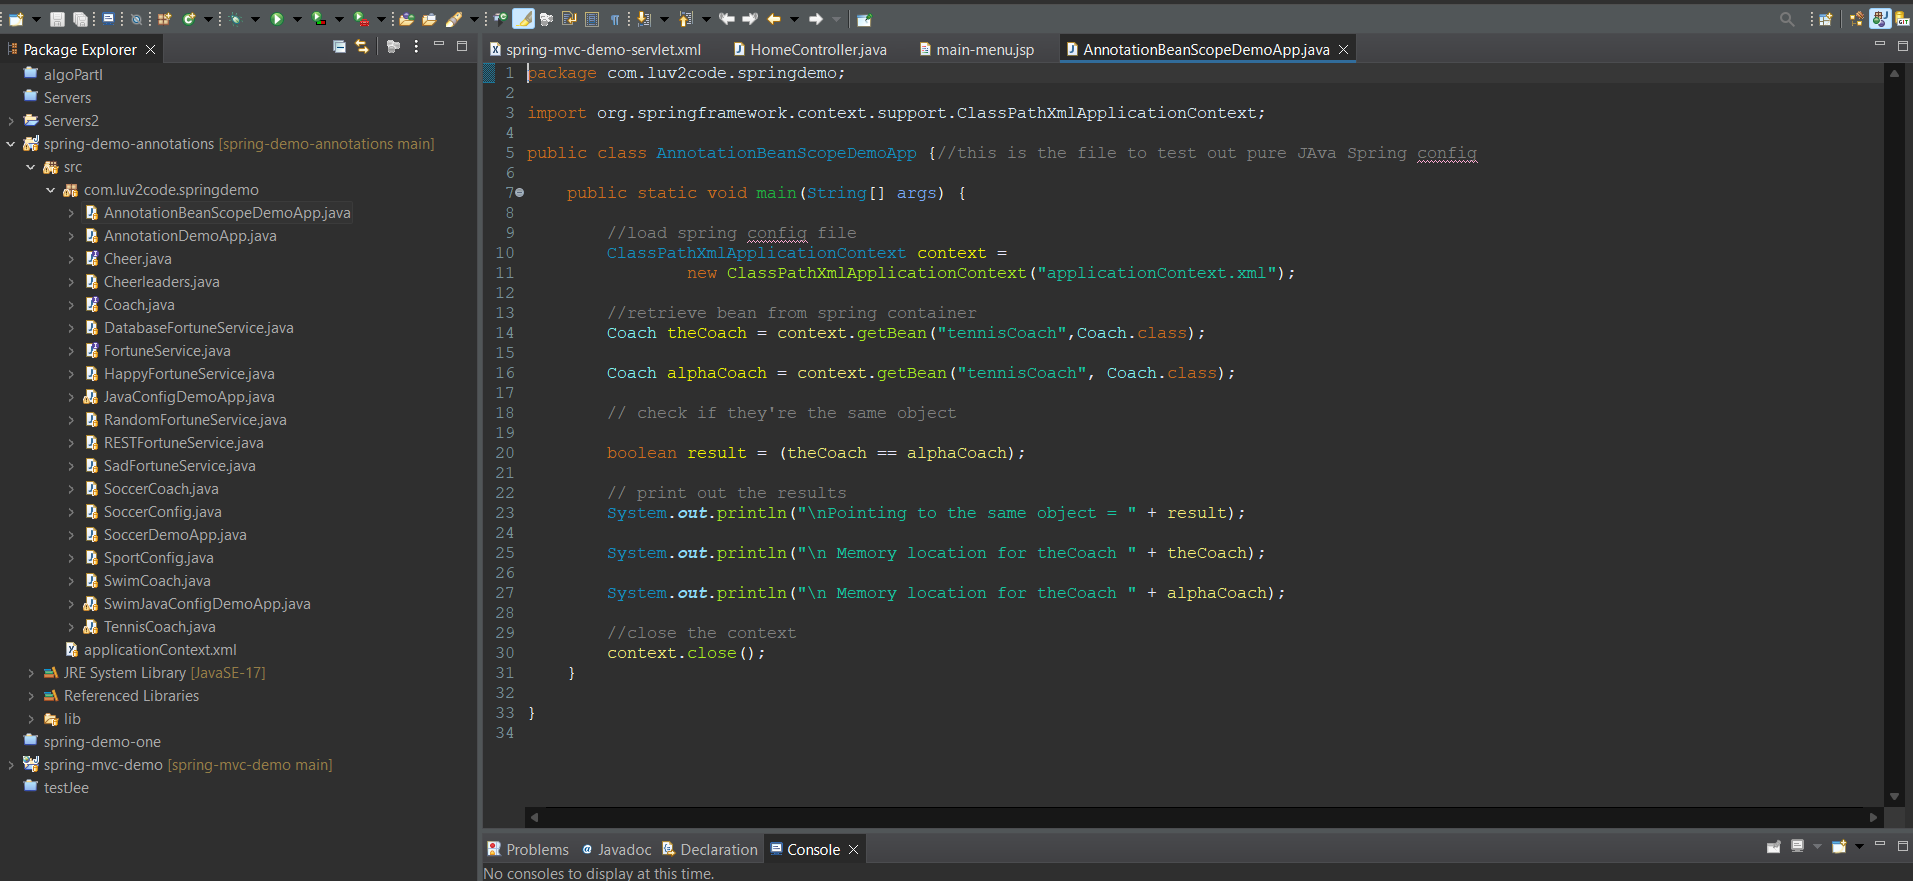 Package Explorer
algoPartI
Servers
Servers2
spring-demo-annotations [spring-demo-annotations main]
src
com.luv2code.springdemo
AnnotationBeanScopeDemoApp.java
AnnotationDemoApp.java
Cheer.java
Cheerleaders.java
Coach.java
DatabaseFortuneService.java
FortuneService.java
HappyFortuneService.java
JavaConfigDemoApp.java
RandomFortuneService.java
RESTFortuneService.java
SadFortuneService.java
SoccerCoach.java
SoccerConfig.java
SoccerDemoApp.java
SportConfig.java
SwimCoach.java
SwimJavaConfigDemoApp.java
TennisCoach.java
applicationContext.xml
JRE System Library [JavaSE-17]
Referenced Libraries
lib
spring-demo-one
spring-mvc-demo [spring-mvc-demo main]
testJee
spring-mvc-demo-servlet.xml HomeController.java main-menu.jsp AnnotationBeanScopeDemoApp.java
1 package com.luv2code.springdemo;
2
3 import org.springframework.context.support.ClassPathXmlApplicationContext;
4
5 public class AnnotationBeanScopeDemoApp {//this is the file to test out pure JAva Spring config
6
7 public static void main(String[] args) {
8
9 //load spring config file
10 ClassPathXmlApplicationContext context =
11 new ClassPathXmlApplicationContext("applicationContext.xml");
12
13 //retrieve bean from spring container
14 Coach theCoach = context.getBean("tennisCoach",Coach.class);
15
16 Coach alphaCoach = context.getBean("tennisCoach", Coach.class);
17
18 // check if they're the same object
19
20 boolean result = (theCoach == alphaCoach);
21
22 // print out the results
23 System.out.println("\nPointing to the same object = " + result);
24
25 System.out.println("\n Memory location for theCoach " + theCoach);
26
27 System.out.println("\n Memory location for theCoach " + alphaCoach);
28
29 //close the context
30 context.close();
31 }
32
33 }
34
Problems Javadoc Declaration Console
No consoles to display at this time.